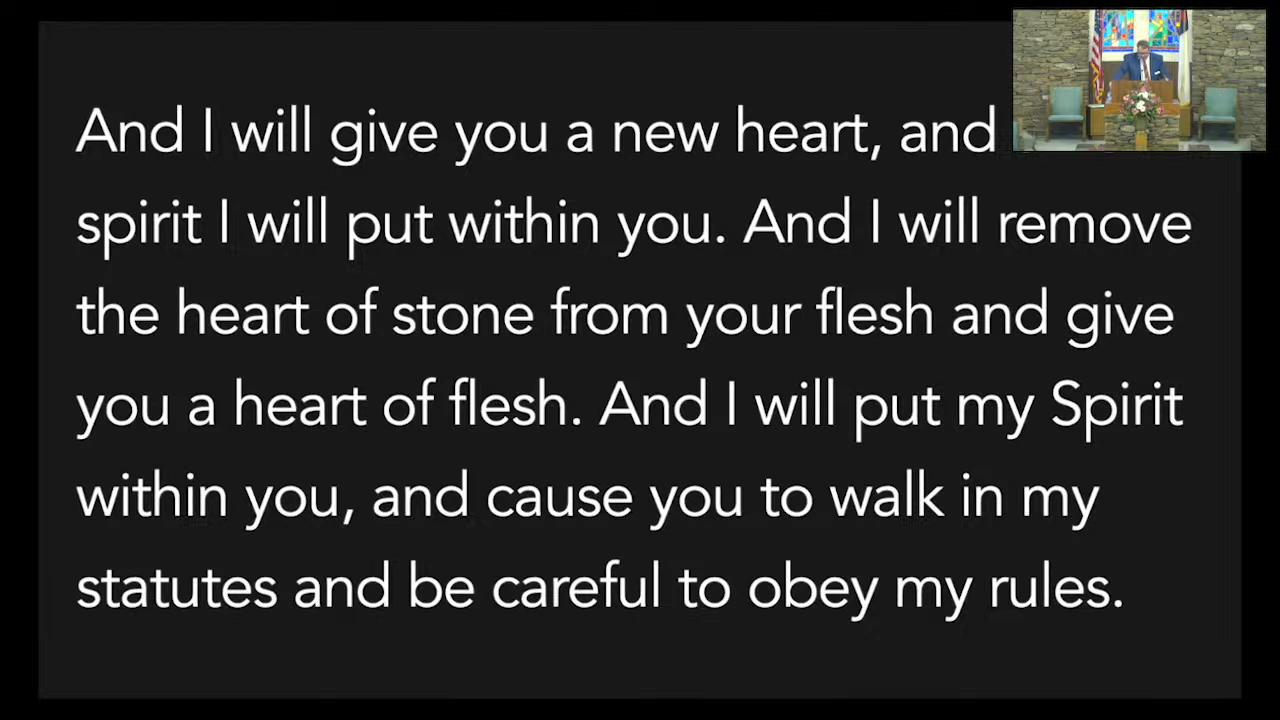 And I will give you a new heart, and
spirit I will put within you. And I will remove
the heart of stone from your flesh and give
you a heart of flesh. And I will put my Spirit
within you, and cause you to walk in my
statutes and be careful to obey my rules.